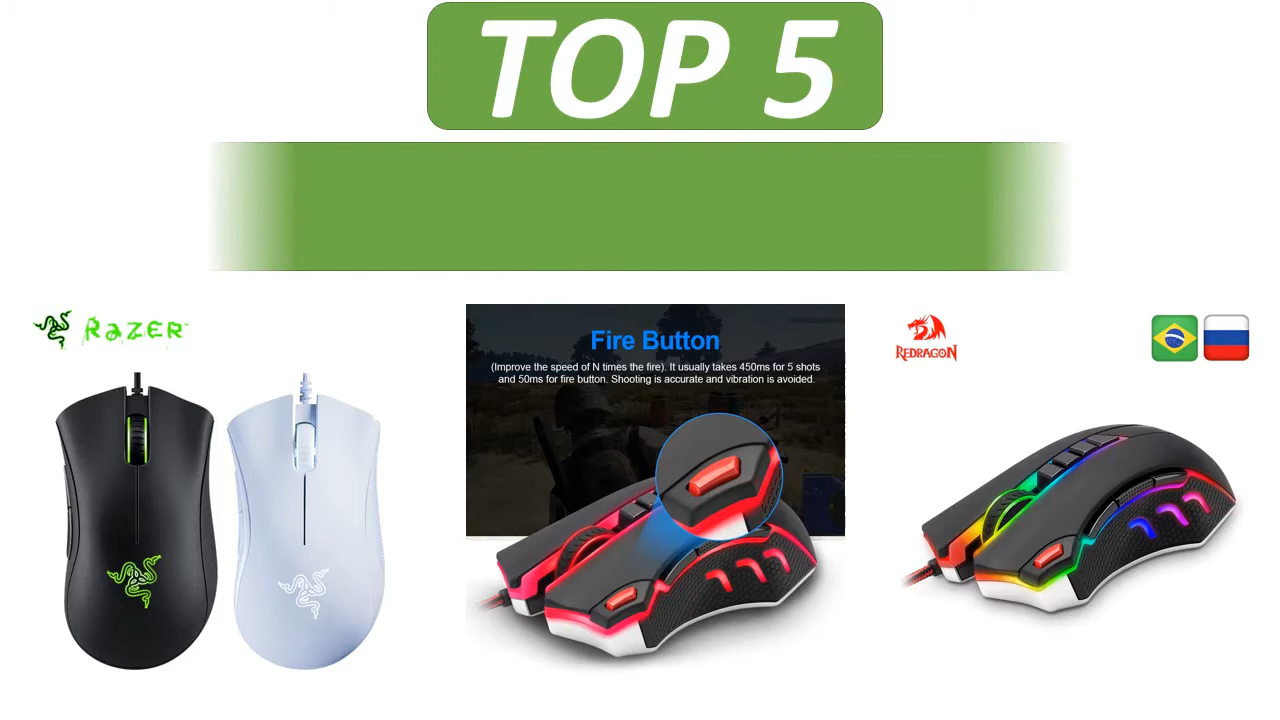 TOP 5
RAZER
Fire Button
(Improve the speed of N times the fire). It usually takes 450ms for 5 shots
and 50ms for fire button. Shooting is accurate and vibration is avoided.
REDRAGON